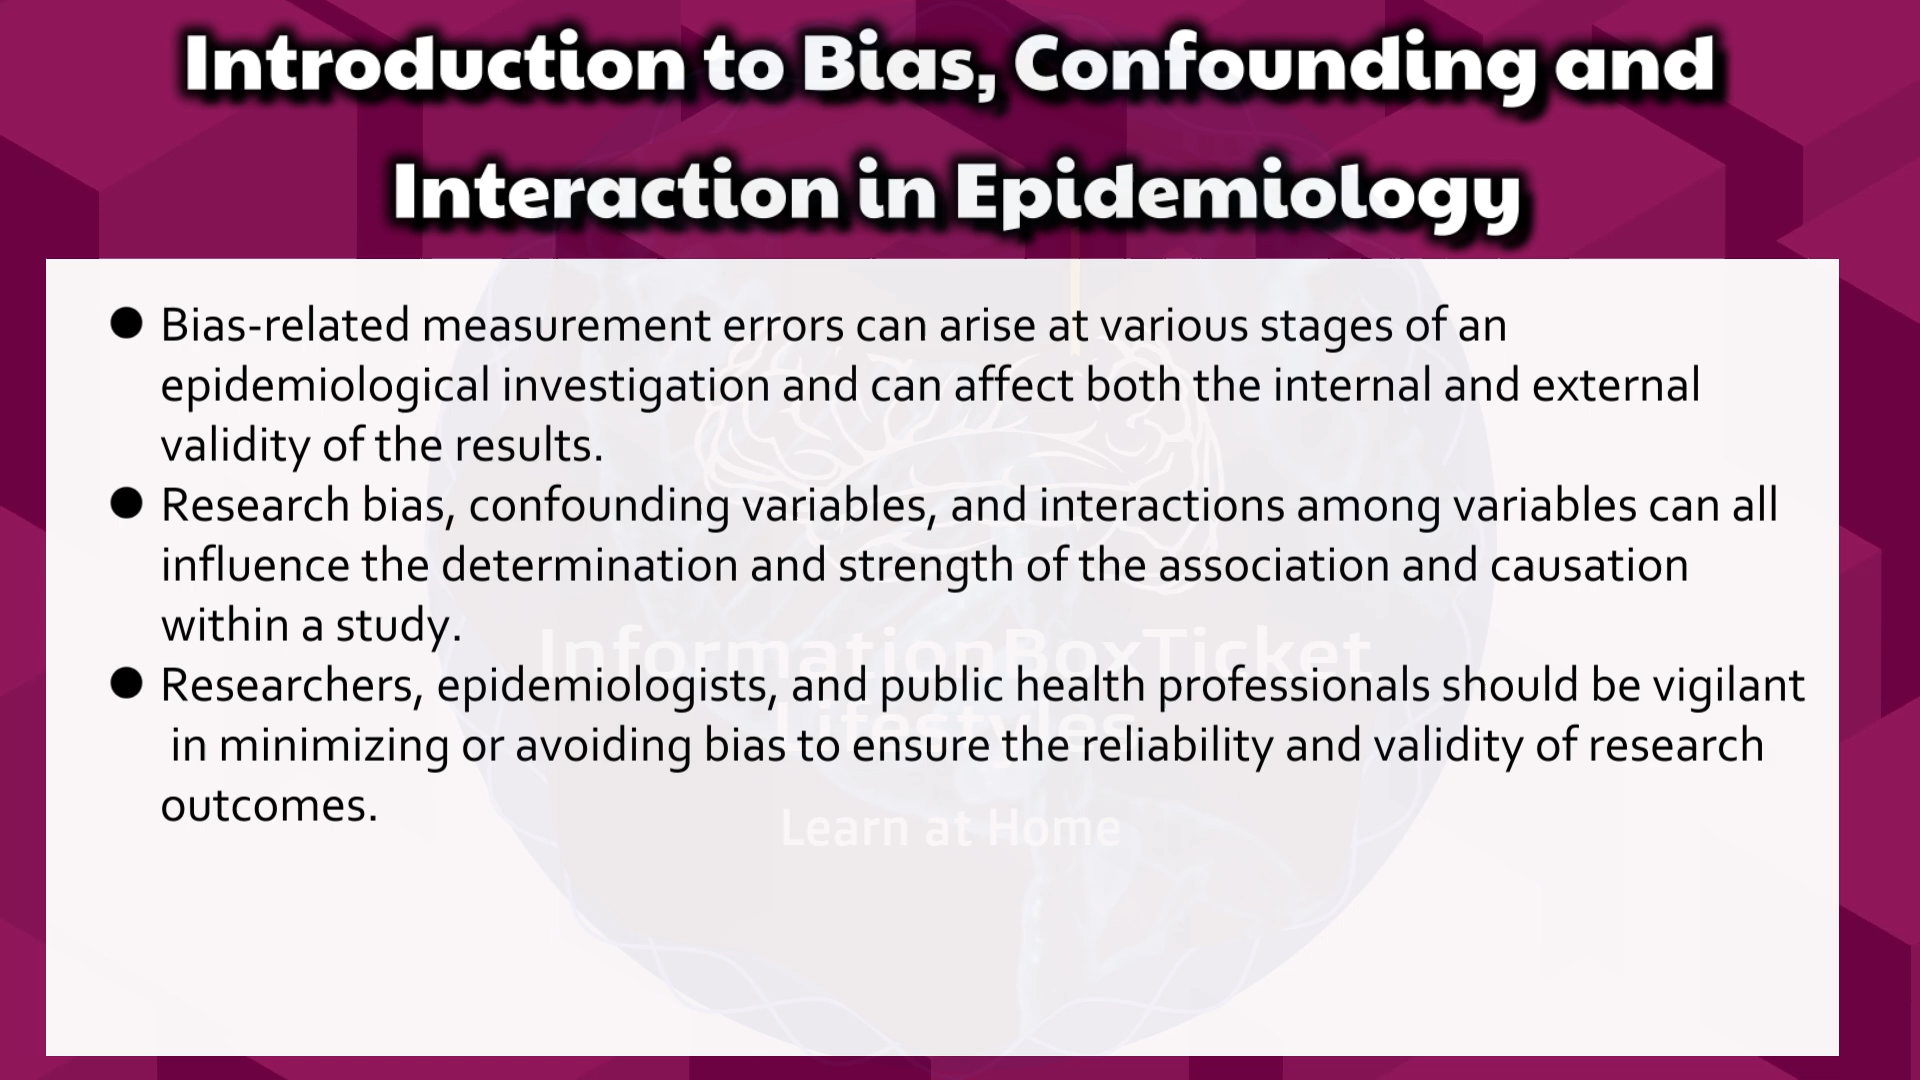 Introduction to Bias, Confounding and
Interaction in Epidemiology
● Bias-related measurement errors can arise at various stages of an
epidemiological investigation and can affect both the internal and external
validity of the results.
● Research bias, confounding variables, and interactions among variables can all
influence the determination and strength of the association and causation
within a study.
● Researchers, epidemiologists, and public health professionals should be vigilant
in minimizing or avoiding bias to ensure the reliability and validity of research
outcomes.
InformationBoxTicket
Lifestyles
Learn at Home